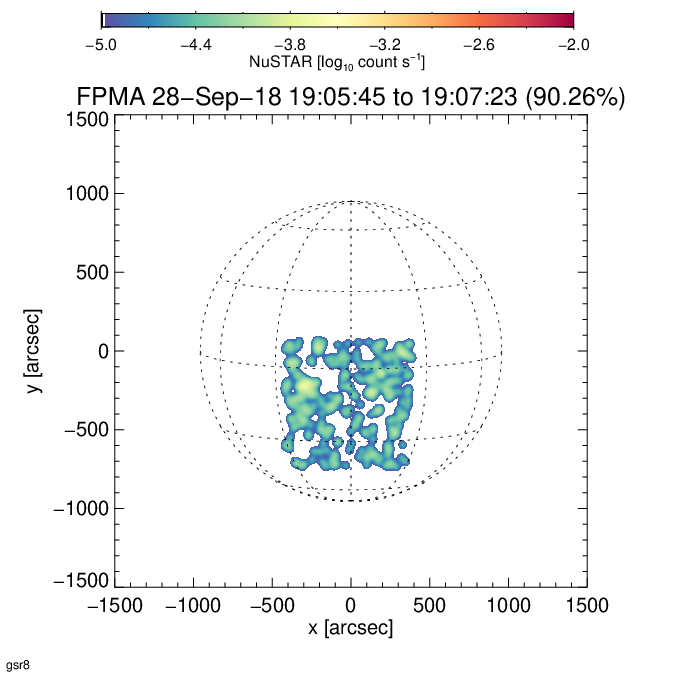 −5.0 −4.4 −3.8 −3.2 −2.6 −2.0
NuSTAR [log₁₀ count s⁻¹]
FPMA 28−Sep−18 19:05:45 to 19:07:23 (90.26%)
1500
1000
500
0
−500
−1000
−1500
y [arcsec]
−1500 −1000 −500 0 500 1000 1500
x [arcsec]
gsr8